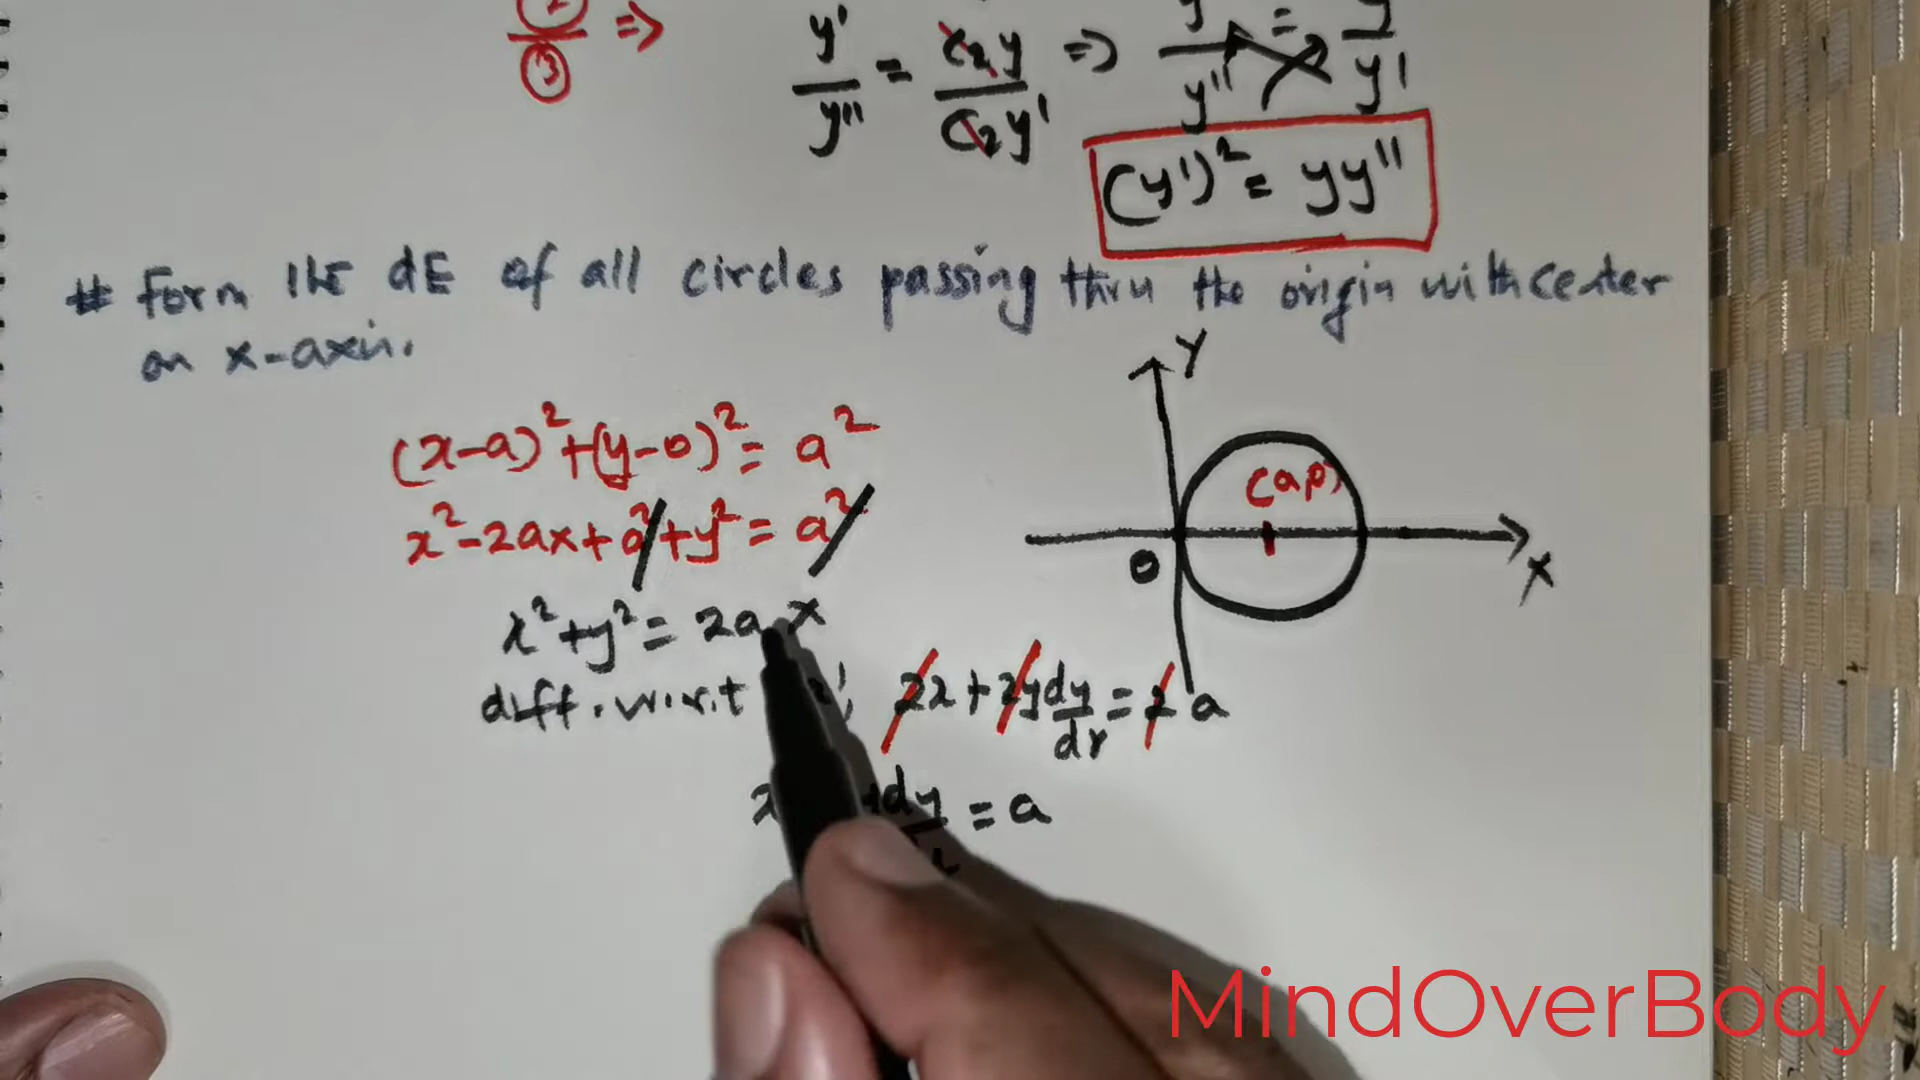 ② / ③ ⇒ y' / y'' = C₂y / C₂y' ⇒ y' / y'' = y / y'
(y')² = yy''
# Form the dE of all circles passing thru the origin with center
on x-axis.
Y
(x-a)²+(y-0)² = a²
(a,0)
x²-2ax+a²+y² = a²
O
X
x²+y² = 2ax
diff. w.r.t 2x+2y dy/dx = 2a
dy = a
MindOverBody